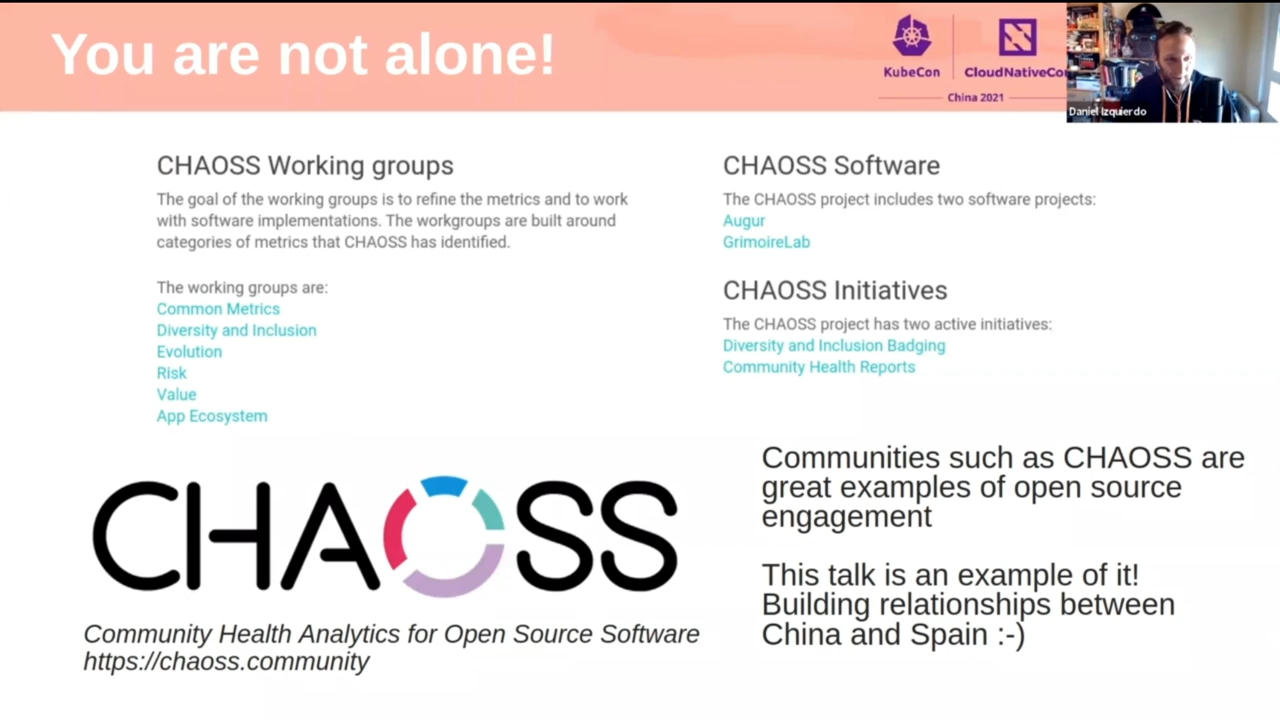 You are not alone!
KubeCon
CloudNativeCon
China 2021
Daniel Izquierdo
CHAOSS Working groups
The goal of the working groups is to refine the metrics and to work
with software implementations. The workgroups are built around
categories of metrics that CHAOSS has identified.
The working groups are:
Common Metrics
Diversity and Inclusion
Evolution
Risk
Value
App Ecosystem
CHAOSS Software
The CHAOSS project includes two software projects:
Augur
GrimoireLab
CHAOSS Initiatives
The CHAOSS project has two active initiatives:
Diversity and Inclusion Badging
Community Health Reports
CHAOSS
Community Health Analytics for Open Source Software
https://chaoss.community
Communities such as CHAOSS are
great examples of open source
engagement
This talk is an example of it!
Building relationships between
China and Spain :-)